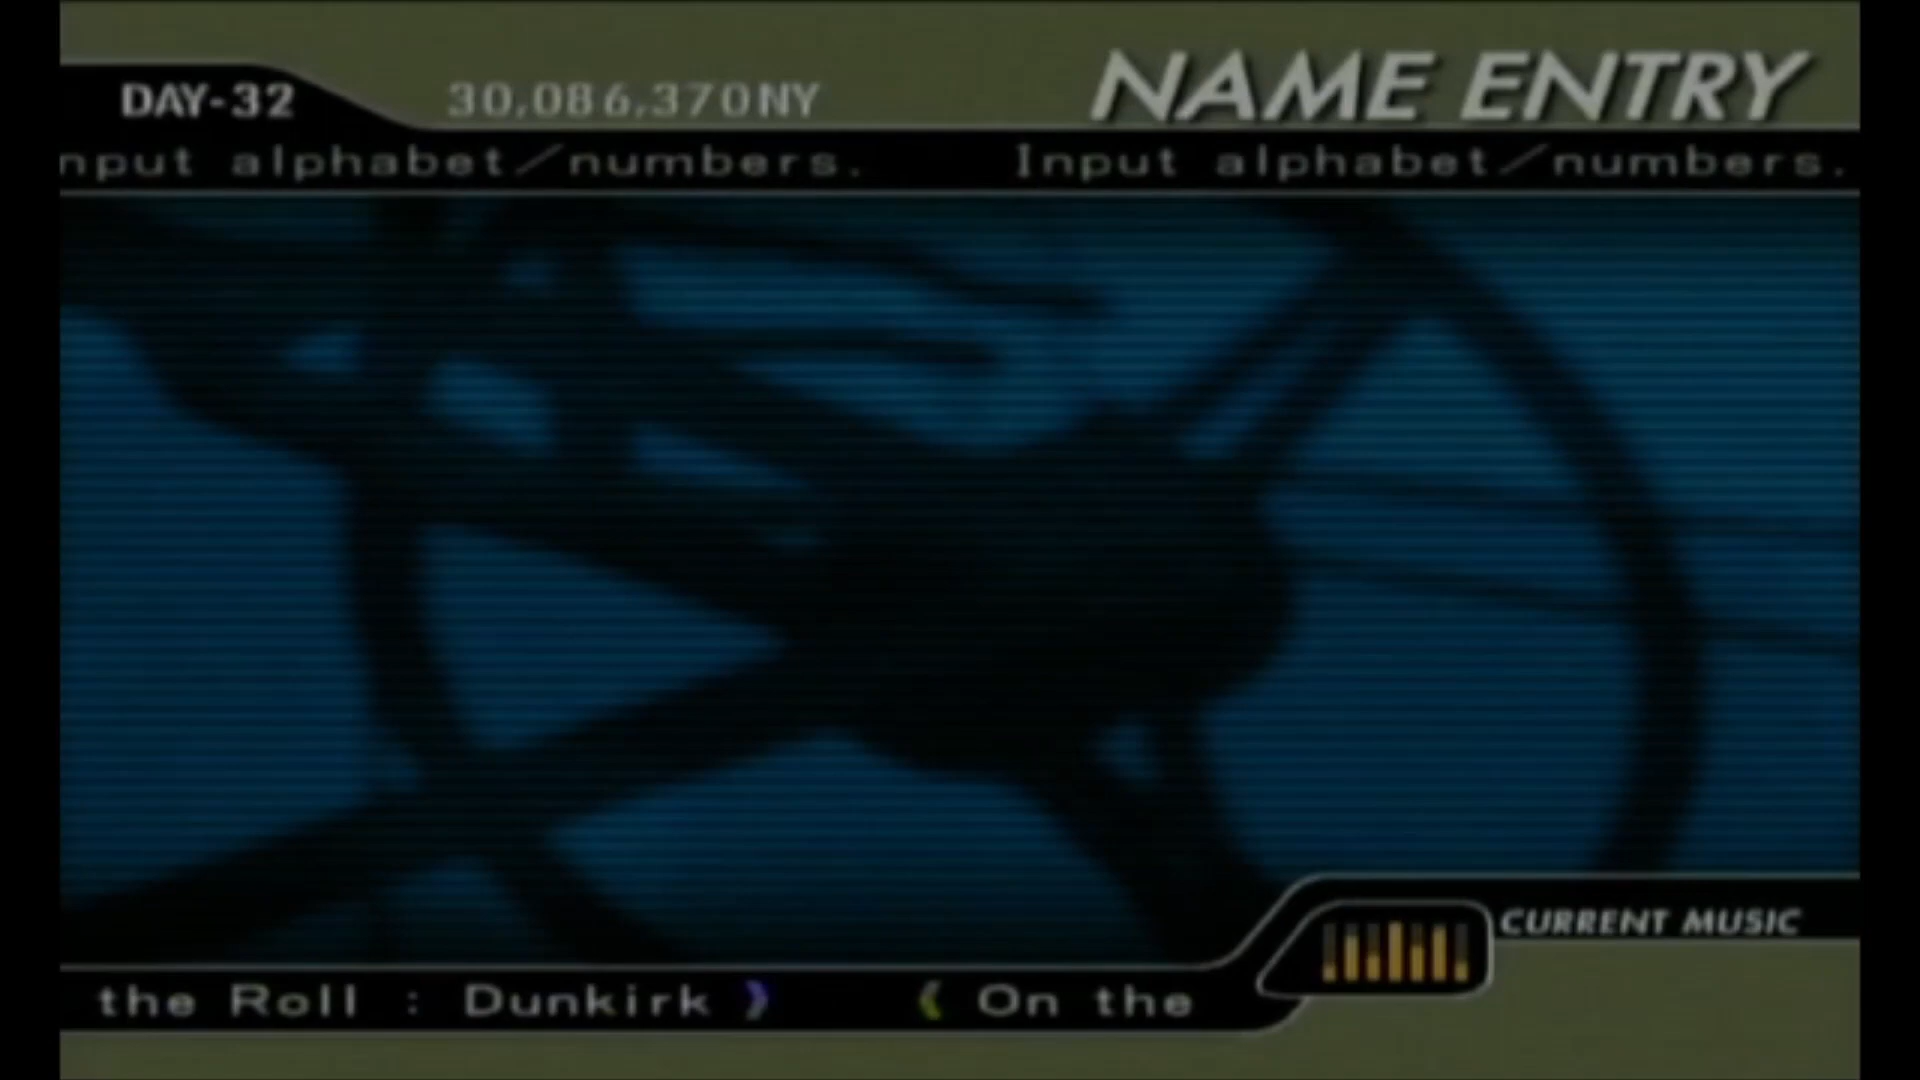 DAY-32 30,086,370NY NAME ENTRY
nput alphabet/numbers. Input alphabet/numbers.
CURRENT MUSIC
the Roll : Dunkirk 》 《 On the